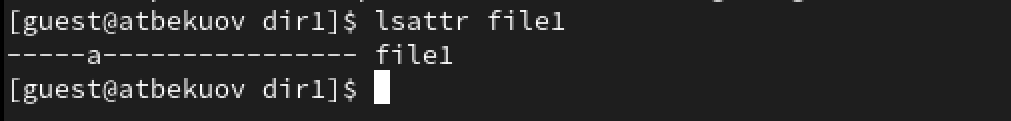 [guest@atbekuov dir1]$ lsattr file1
-----a---------------- file1
[guest@atbekuov dir1]$